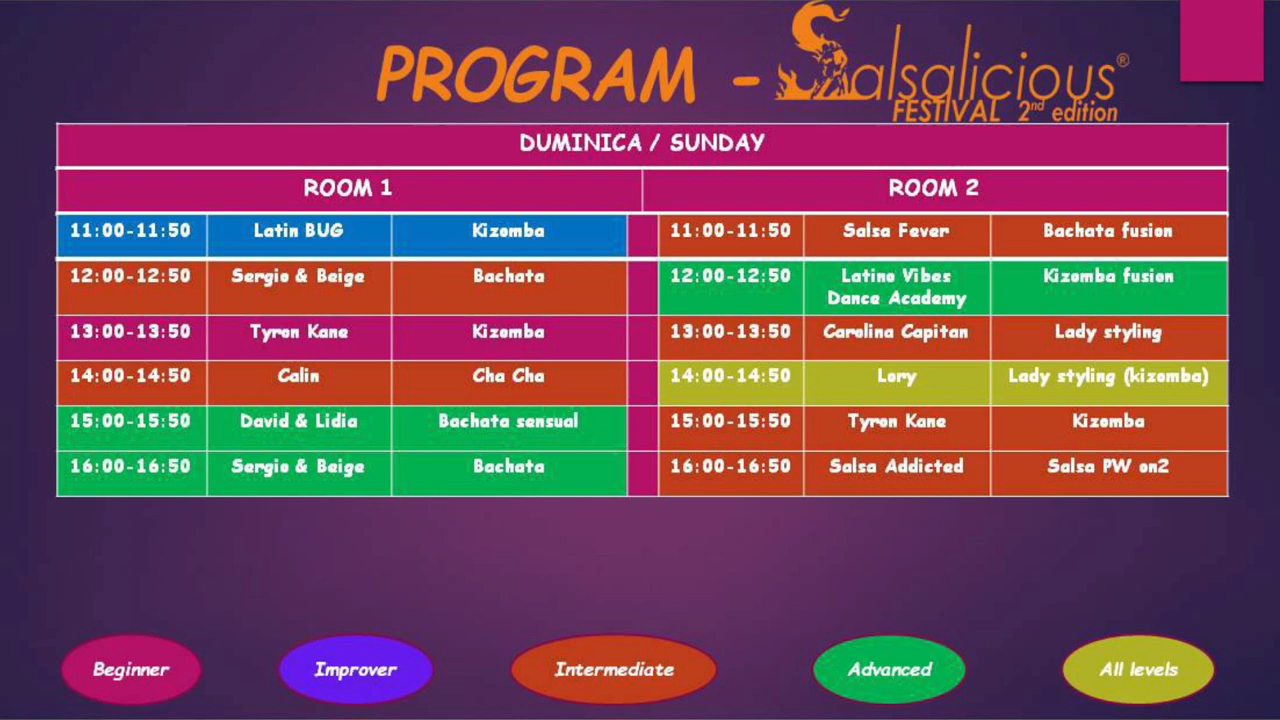 PROGRAM - Salsalicious®
FESTIVAL 2nd edition
DUMINICA / SUNDAY
ROOM 1 ROOM 2
11:00-11:50 Latin BUG Kizomba 11:00-11:50 Salsa Fever Bachata fusion
12:00-12:50 Sergio & Beige Bachata 12:00-12:50 Latino Vibes Kizomba fusion
Dance Academy
13:00-13:50 Tyron Kane Kizomba 13:00-13:50 Carolina Capitan Lady styling
14:00-14:50 Calin Cha Cha 14:00-14:50 Lory Lady styling (kizomba)
15:00-15:50 David & Lidia Bachata sensual 15:00-15:50 Tyron Kane Kizomba
16:00-16:50 Sergio & Beige Bachata 16:00-16:50 Salsa Addicted Salsa PW on2
Beginner Improver Intermediate Advanced All levels